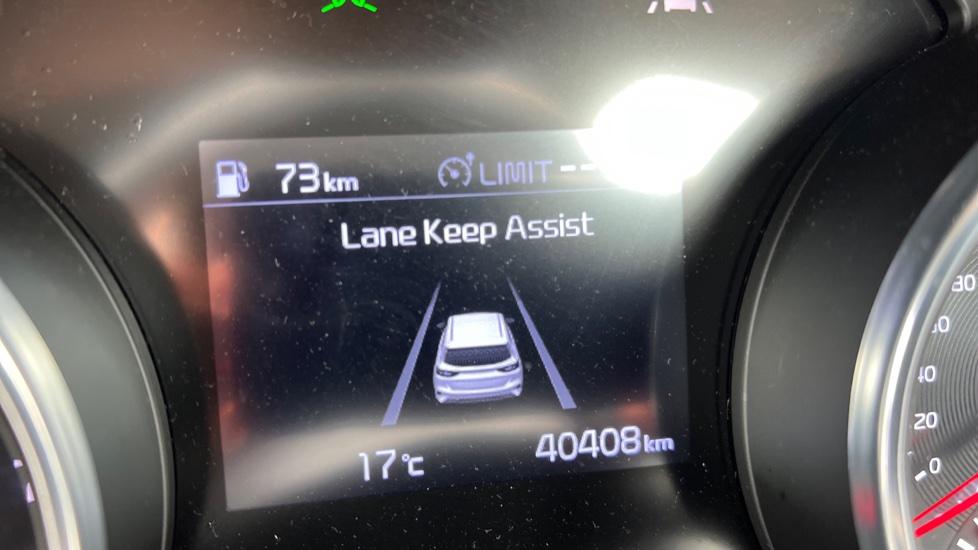 73km
LIMIT --
Lane Keep Assist
17°C
40408km
40
20
0